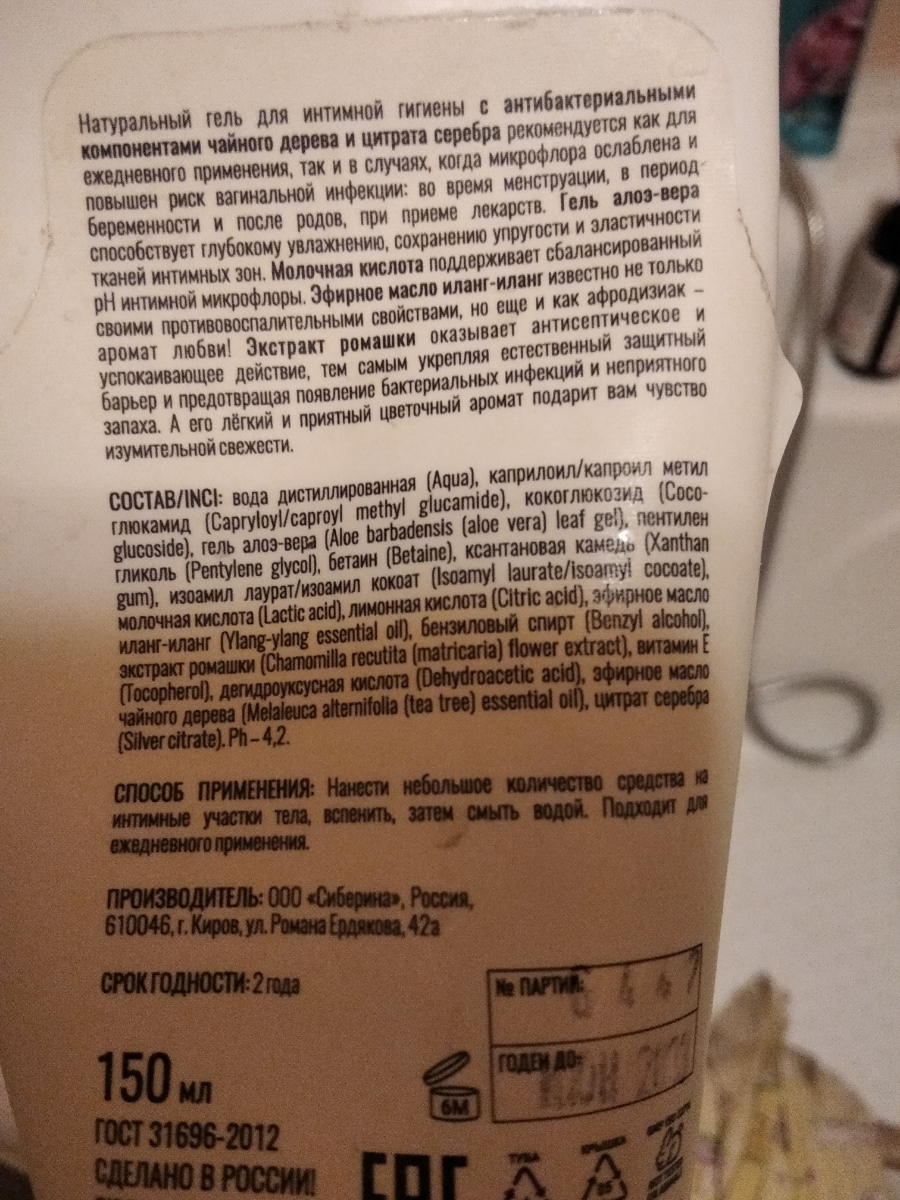 Натуральный гель для интимной гигиены с антибактериальными
компонентами чайного дерева и цитрата серебра рекомендуется как для
ежедневного применения, так и в случаях, когда микрофлора ослаблена и
повышен риск вагинальной инфекции: во время менструации, в период
беременности и после родов, при приеме лекарств. Гель алоэ-вера
способствует глубокому увлажнению, сохранению упругости и эластичности
тканей интимных зон. Молочная кислота поддерживает сбалансированный
pH интимной микрофлоры. Эфирное масло иланг-иланг известно не только
своими противовоспалительными свойствами, но еще и как афродизиак –
аромат любви! Экстракт ромашки оказывает антисептическое и
успокаивающее действие, тем самым укрепляя естественный защитный
барьер и предотвращая появление бактериальных инфекций и неприятного
запаха. А его лёгкий и приятный цветочный аромат подарит вам чувство
изумительной свежести.
СОСТАВ/INCI: вода дистиллированная (Aqua), каприлоил/капроил метил
глюкамид (Capryloyl/caproyl methyl glucamide), кокоглюкозид (Coco-
glucoside), гель алоэ-вера (Aloe barbadensis (aloe vera) leaf gel), пентилен
гликоль (Pentylene glycol), бетаин (Betaine), ксантановая камедь (Xanthan
gum), изоамил лаурат/изоамил кокоат (Isoamyl laurate/isoamyl cocoate),
молочная кислота (Lactic acid), лимонная кислота (Citric acid), эфирное масло
иланг-иланг (Ylang-ylang essential oil), бензиловый спирт (Benzyl alcohol),
экстракт ромашки (Chamomilla recutita (matricaria) flower extract), витамин Е
(Tocopherol), дегидроуксусная кислота (Dehydroacetic acid), эфирное масло
чайного дерева (Melaleuca alternifolia (tea tree) essential oil), цитрат серебра
(Silver citrate). Ph – 4,2.
СПОСОБ ПРИМЕНЕНИЯ: Нанести небольшое количество средства на
интимные участки тела, вспенить, затем смыть водой. Подходит для
ежедневного применения.
ПРОИЗВОДИТЕЛЬ: ООО «Сиберина», Россия,
610046, г. Киров, ул. Романа Ердякова, 42а
СРОК ГОДНОСТИ: 2 года
№ ПАРТИИ:
ГОДЕН ДО:
150 мл
6M
ГОСТ 31696-2012
СДЕЛАНО В РОССИИ!
EAC
ТУБА
КРЫШКА